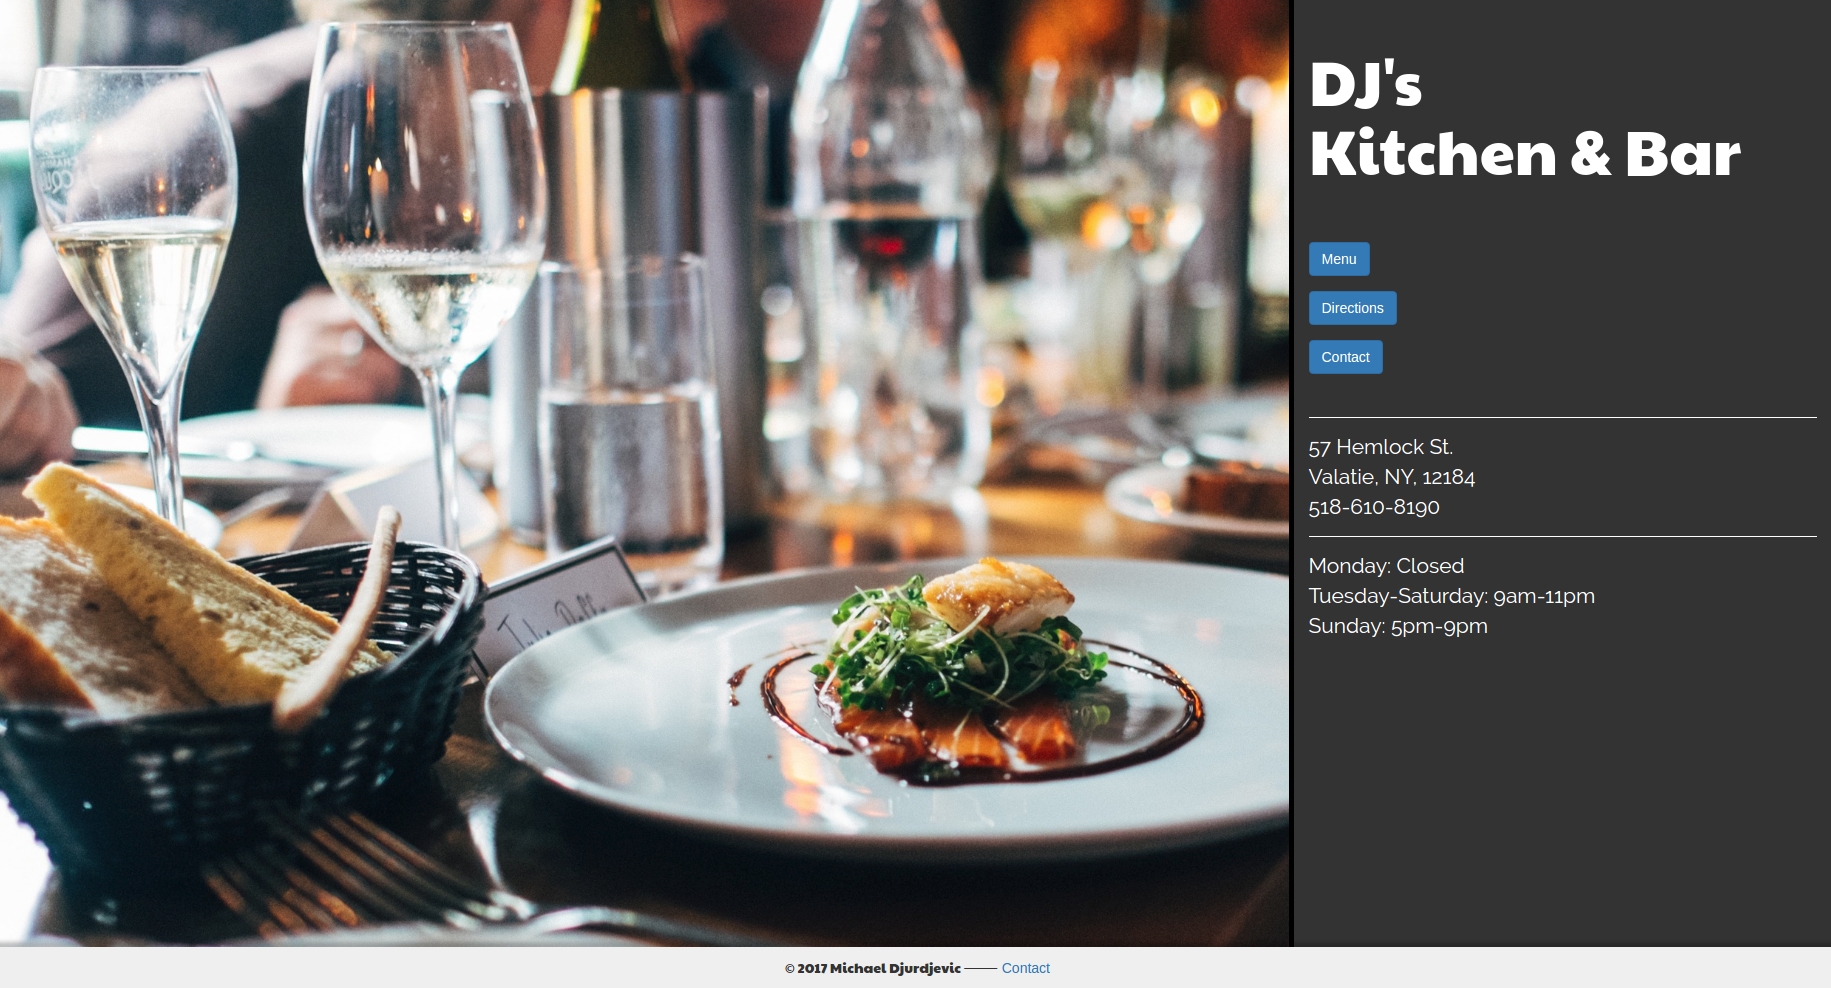 DJ's
Kitchen & Bar
Menu
Directions
Contact
57 Hemlock St.
Valatie, NY, 12184
518-610-8190
Monday: Closed
Tuesday-Saturday: 9am-11pm
Sunday: 5pm-9pm
© 2017 Michael Djurdjevic ——— Contact